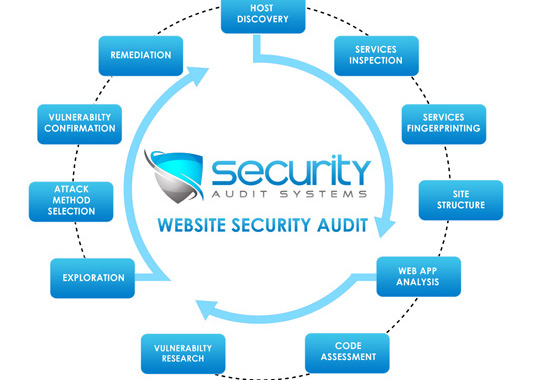 HOST
DISCOVERY
SERVICES
INSPECTION
SERVICES
FINGERPRINTING
SITE
STRUCTURE
WEB APP
ANALYSIS
CODE
ASSESSMENT
VULNERABILTY
RESEARCH
EXPLORATION
ATTACK
METHOD
SELECTION
VULNERABILTY
CONFIRMATION
REMEDIATION
security
AUDIT SYSTEMS
WEBSITE SECURITY AUDIT